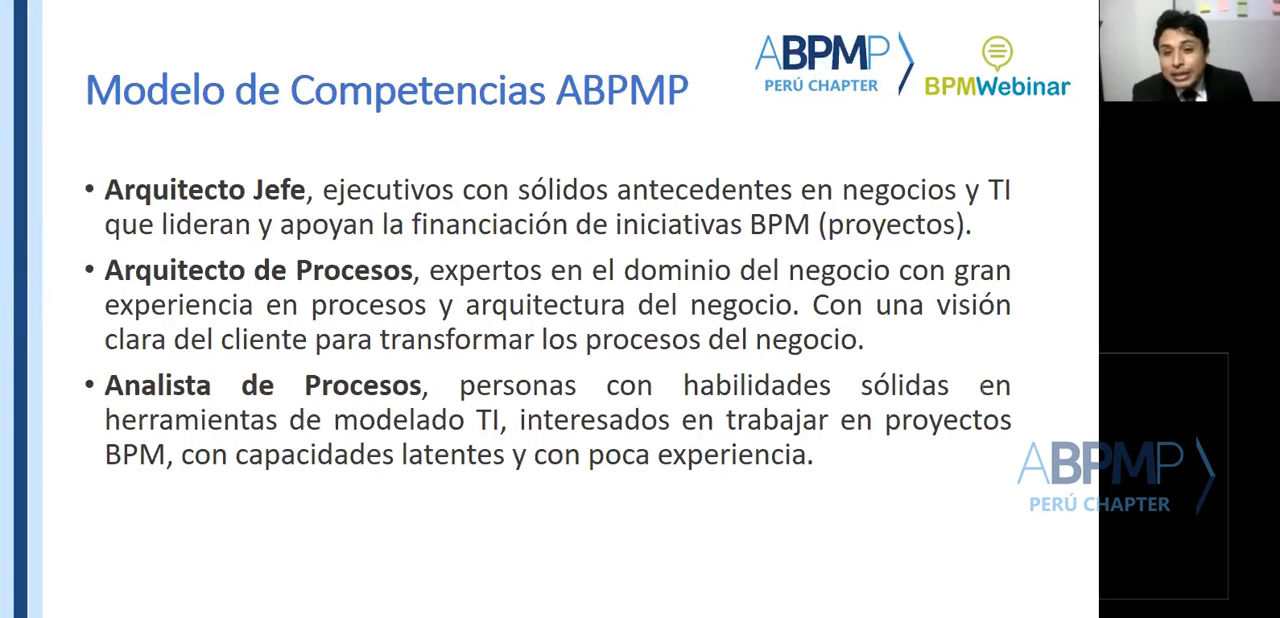 ABPMP
PERÚ CHAPTER
BPMWebinar
Modelo de Competencias ABPMP
• Arquitecto Jefe, ejecutivos con sólidos antecedentes en negocios y TI
que lideran y apoyan la financiación de iniciativas BPM (proyectos).
• Arquitecto de Procesos, expertos en el dominio del negocio con gran
experiencia en procesos y arquitectura del negocio. Con una visión
clara del cliente para transformar los procesos del negocio.
• Analista de Procesos, personas con habilidades sólidas en
herramientas de modelado TI, interesados en trabajar en proyectos
BPM, con capacidades latentes y con poca experiencia.
ABPMP
PERÚ CHAPTER